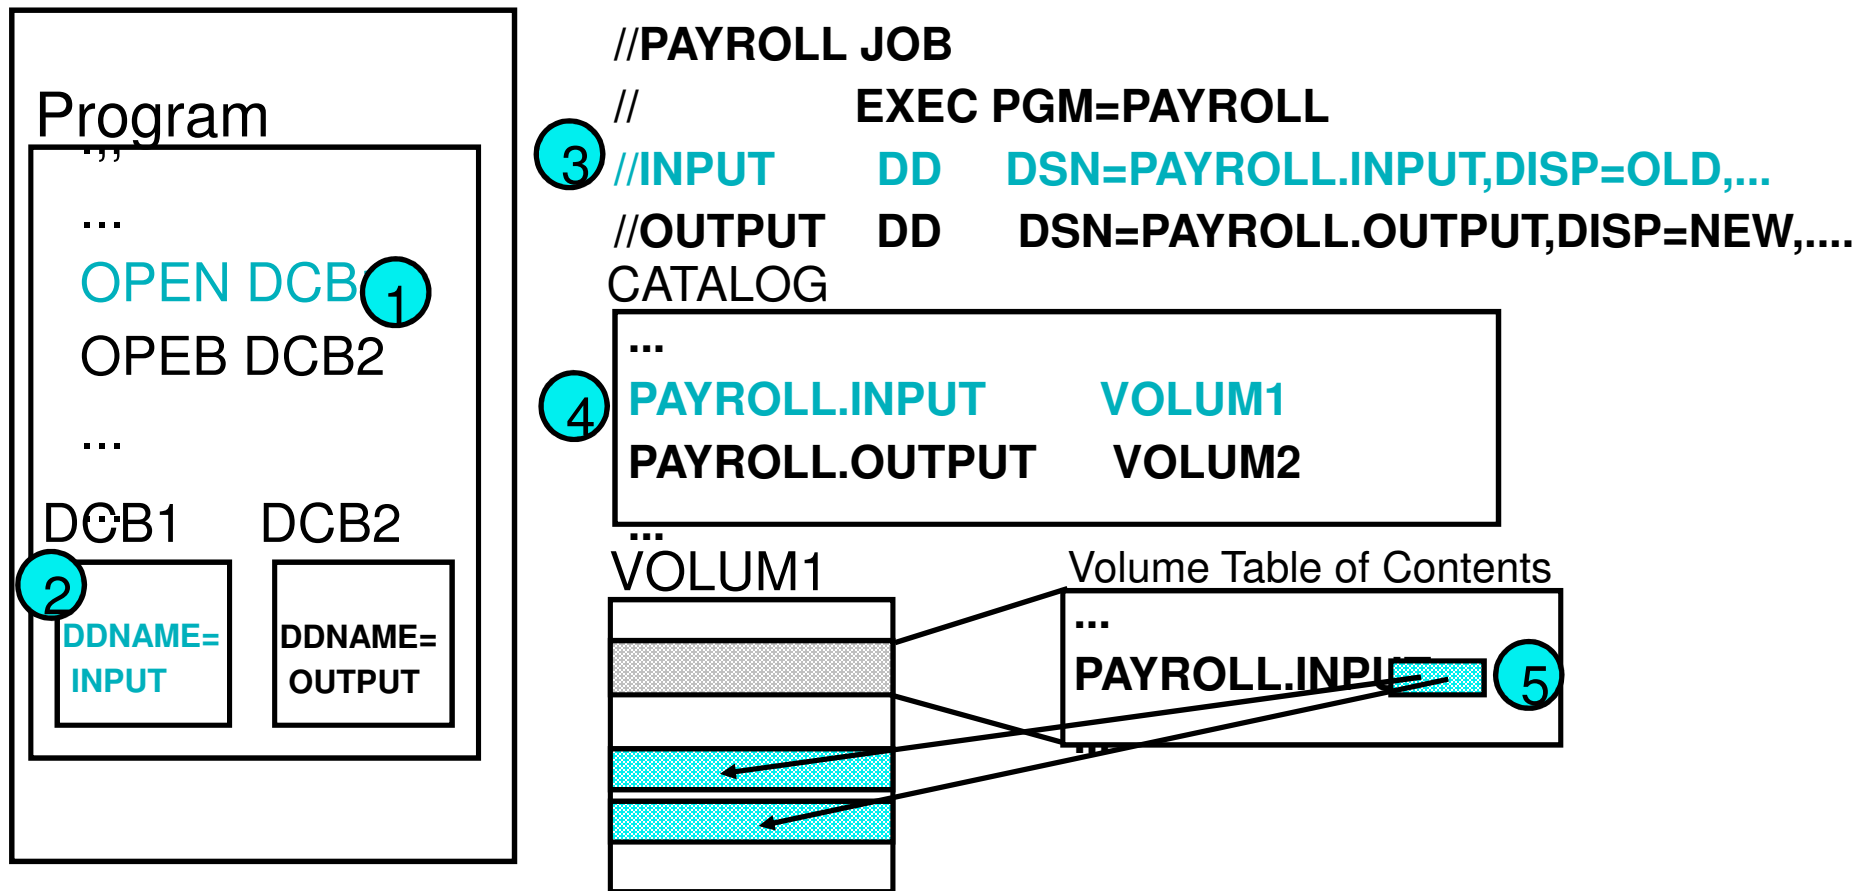 Program
.,,
...
OPEN DCB
1
OPEB DCB2
...
...
DCB1 DCB2
2
DDNAME=
INPUT
DDNAME=
OUTPUT
//PAYROLL JOB
// EXEC PGM=PAYROLL
3
//INPUT DD DSN=PAYROLL.INPUT,DISP=OLD,...
//OUTPUT DD DSN=PAYROLL.OUTPUT,DISP=NEW,....
CATALOG
...
4
PAYROLL.INPUT VOLUM1
PAYROLL.OUTPUT VOLUM2
...
VOLUM1
Volume Table of Contents
...
PAYROLL.INPUT
5
...